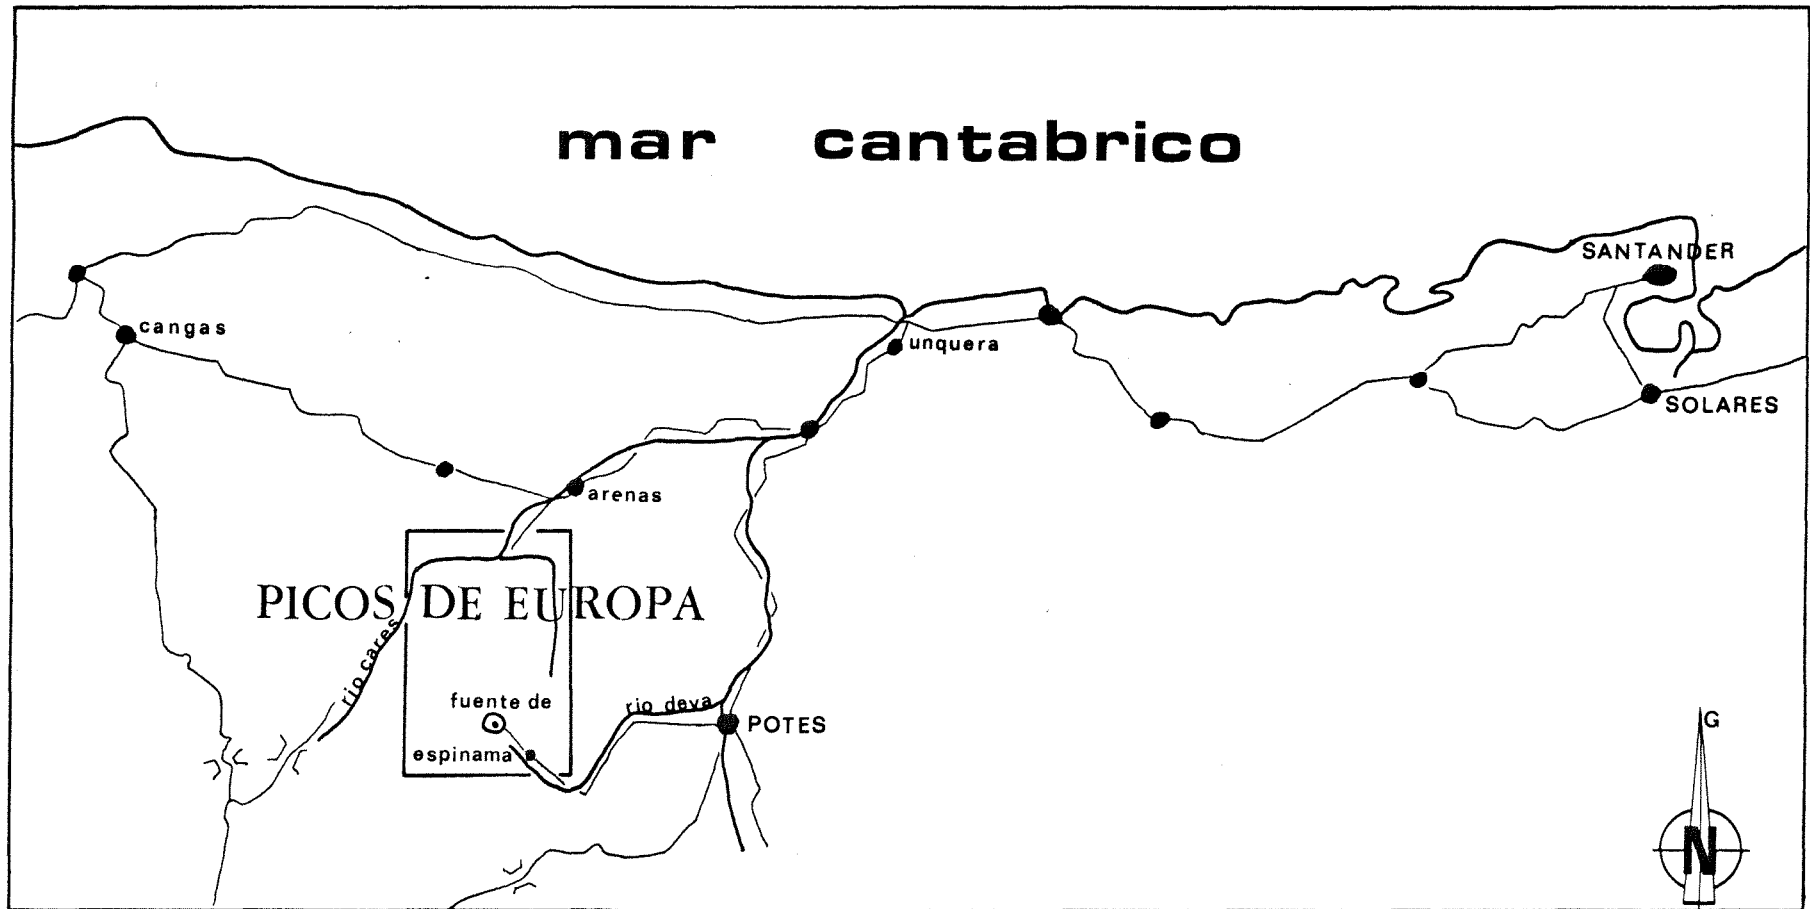 mar cantabrico
SANTANDER
cangas
unquera
SOLARES
arenas
PICOS DE EUROPA
rio cares
fuente de
rio deva
espinama
POTES
G
N